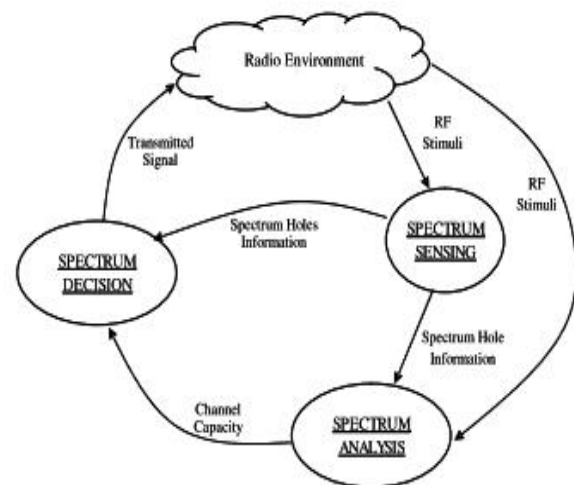 Radio Environment
RF
Stimuli
Transmitted
Signal
RF
Stimuli
Spectrum Holes
Information
SPECTRUM
SENSING
SPECTRUM
DECISION
Spectrum Hole
Information
Channel
Capacity
SPECTRUM
ANALYSIS